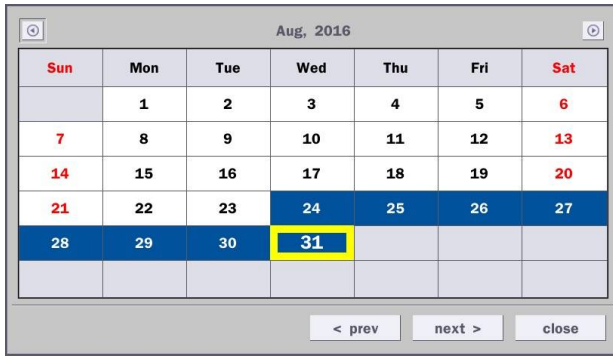 Aug, 2016
Sun Mon Tue Wed Thu Fri Sat
1 2 3 4 5 6
7 8 9 10 11 12 13
14 15 16 17 18 19 20
21 22 23 24 25 26 27
28 29 30 31
< prev next > close